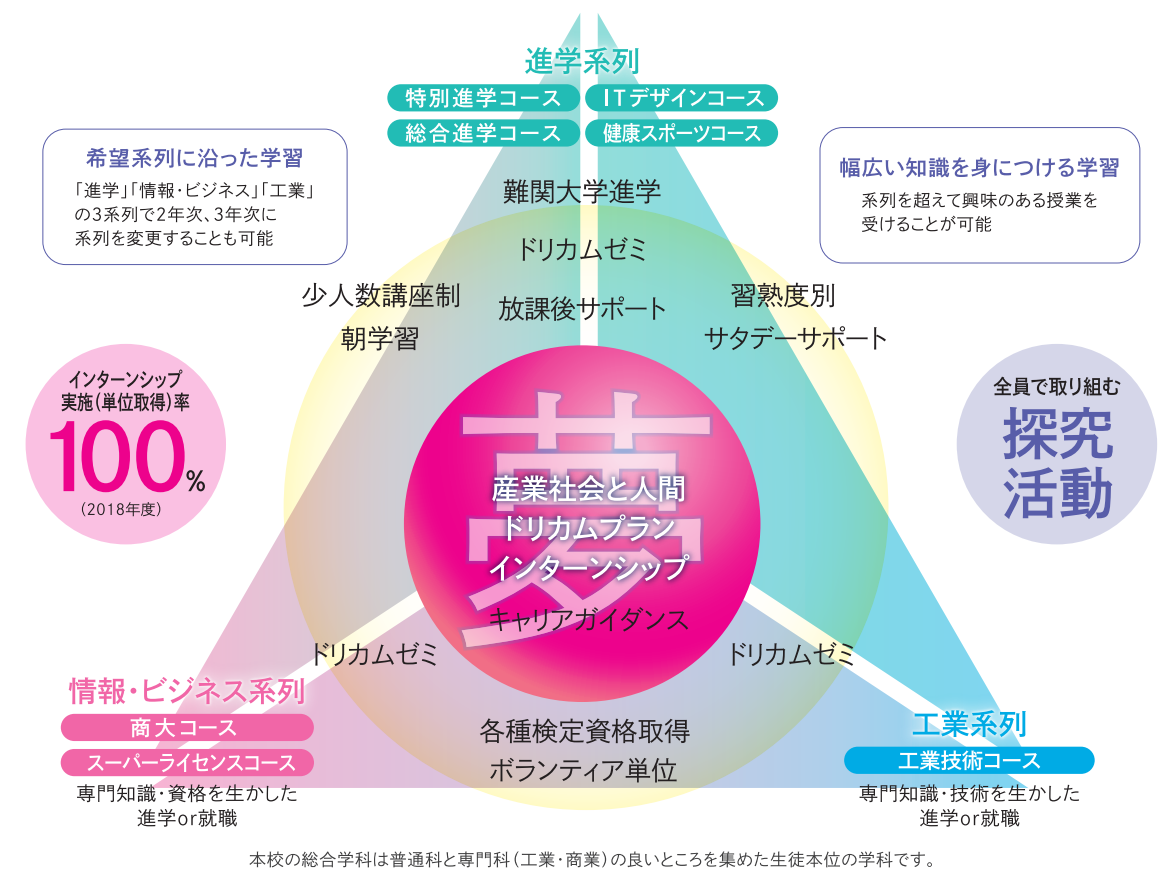 進学系列
特別進学コース
ITデザインコース
総合進学コース
健康スポーツコース
希望系列に沿った学習
「進学」「情報・ビジネス」「工業」
の3系列で2年次、3年次に
系列を変更することも可能
幅広い知識を身につける学習
系列を超えて興味のある授業を
受けることが可能
難関大学進学
ドリカムゼミ
放課後サポート
少人数講座制
朝学習
習熟度別
サタデーサポート
インターンシップ
実施(単位取得)率
100%
(2018年度)
全員で取り組む
探究
活動
夢
産業社会と人間
ドリカムプラン
インターンシップ
キャリアガイダンス
ドリカムゼミ
ドリカムゼミ
情報・ビジネス系列
商大コース
スーパーライセンスコース
専門知識・資格を生かした
進学or就職
各種検定資格取得
ボランティア単位
工業系列
工業技術コース
専門知識・技術を生かした
進学or就職
本校の総合学科は普通科と専門科(工業・商業)の良いところを集めた生徒本位の学科です。